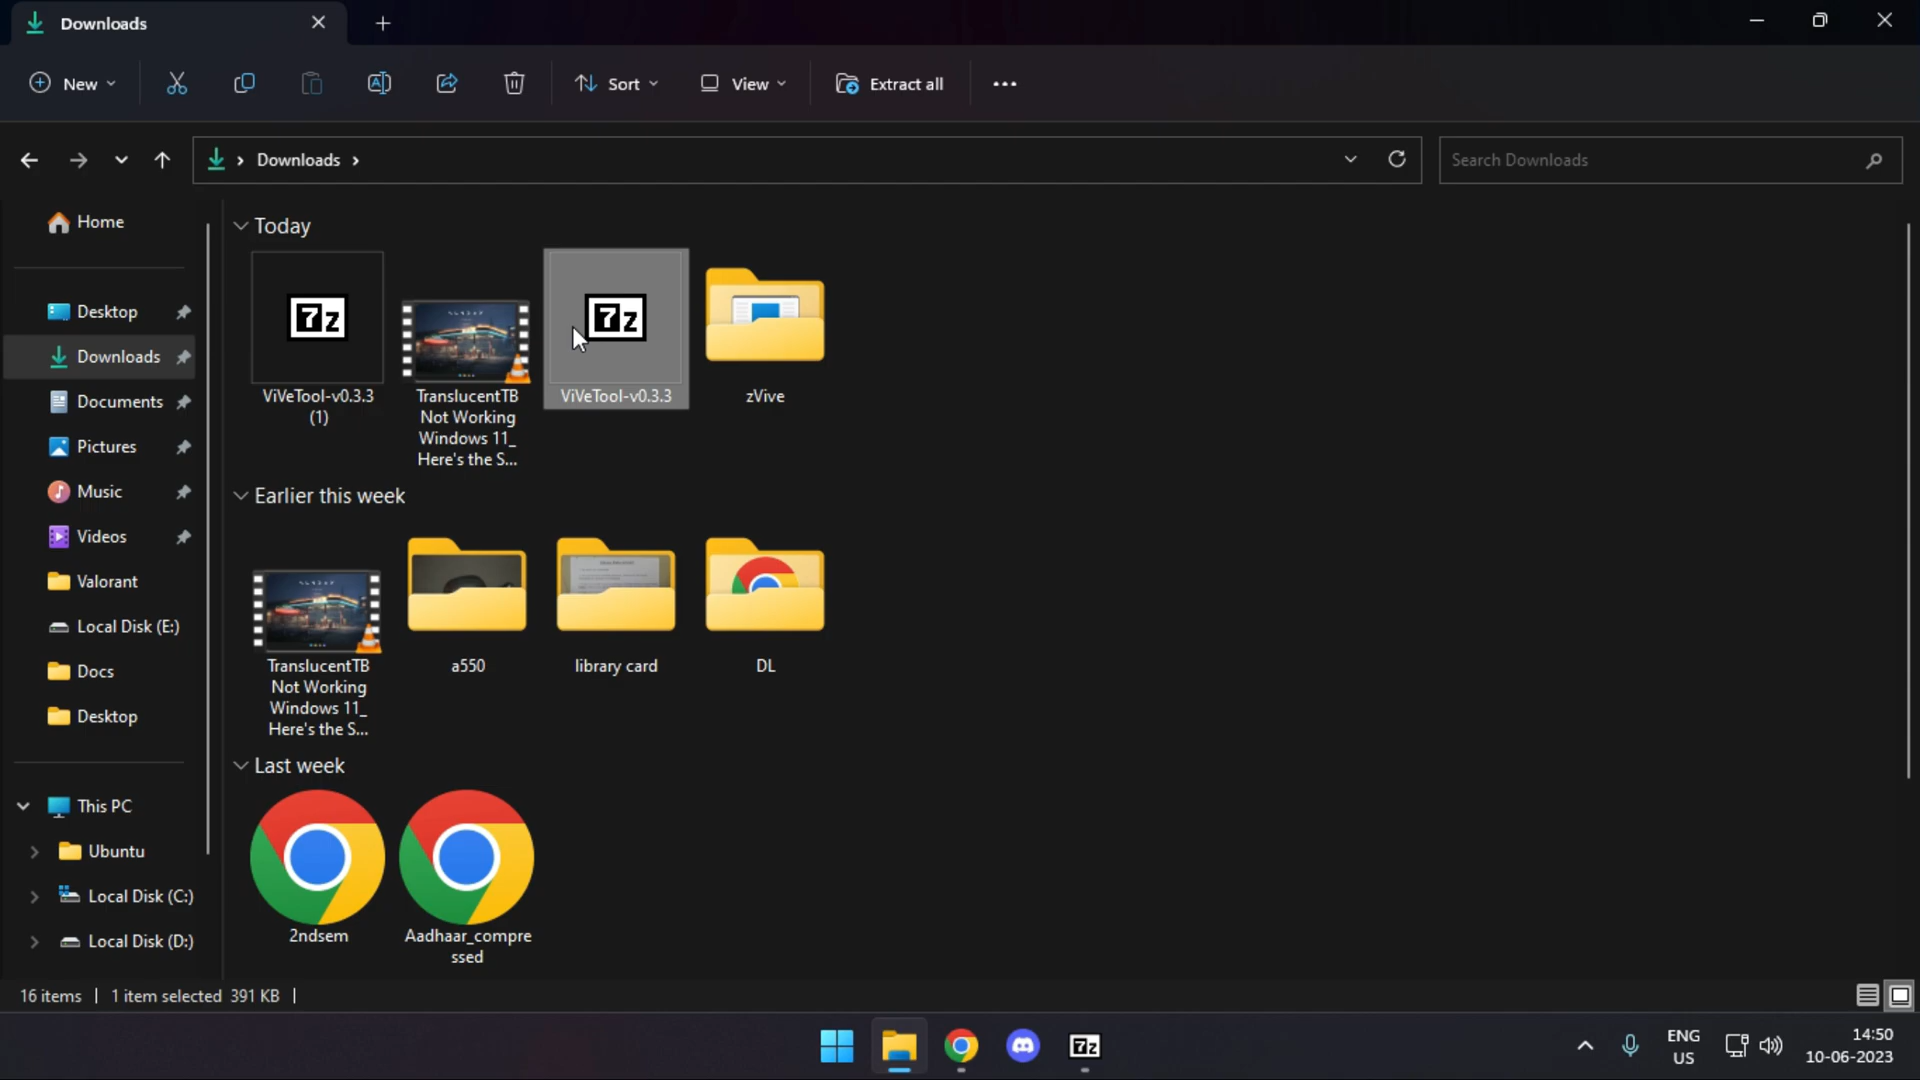 Downloads
New
Sort
View
Extract all
Downloads
Search Downloads
Home
Desktop
Downloads
Documents
Pictures
Music
Videos
Valorant
Local Disk (E:)
Docs
Desktop
This PC
Ubuntu
Local Disk (C:)
Local Disk (D:)
Today
7z
ViVeTool-v0.3.3
(1)
TranslucentTB
Not Working
Windows 11_
Here's the S...
7z
ViVeTool-v0.3.3
zVive
Earlier this week
TranslucentTB
Not Working
Windows 11_
Here's the S...
a550
library card
DL
Last week
2ndsem
Aadhaar_compre
ssed
16 items
1 item selected 391 KB
7z
ENG
US
14:50
10-06-2023